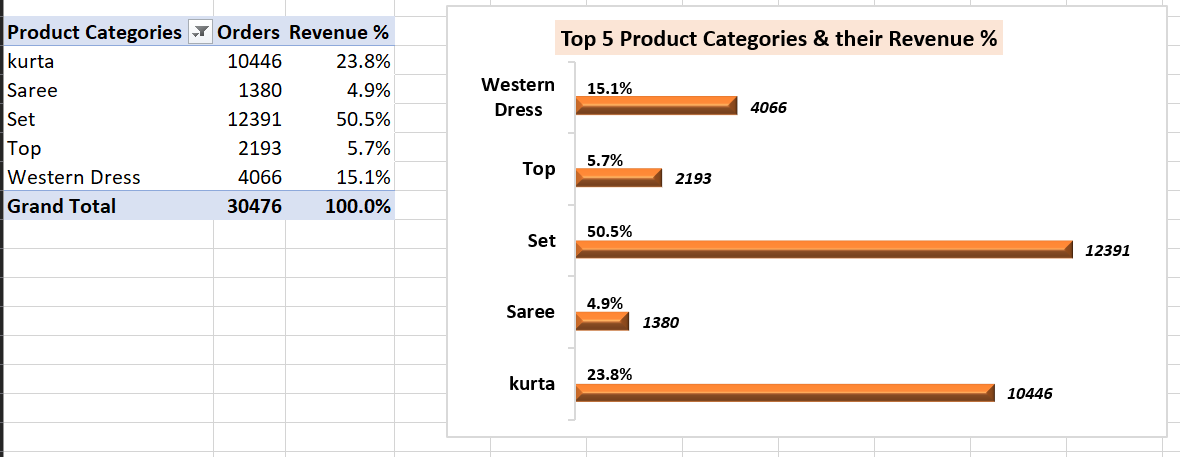 Product Categories Orders Revenue %
kurta 10446 23.8%
Saree 1380 4.9%
Set 12391 50.5%
Top 2193 5.7%
Western Dress 4066 15.1%
Grand Total 30476 100.0%
Top 5 Product Categories & their Revenue %
Western
Dress
15.1%
4066
Top
5.7%
2193
Set
50.5%
12391
Saree
4.9%
1380
kurta
23.8%
10446